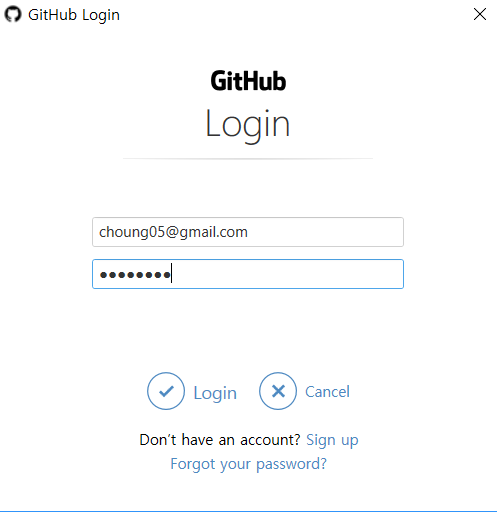 GitHub Login
GitHub
Login
choung05@gmail.com
●●●●●●●●
Login Cancel
Don't have an account? Sign up
Forgot your password?